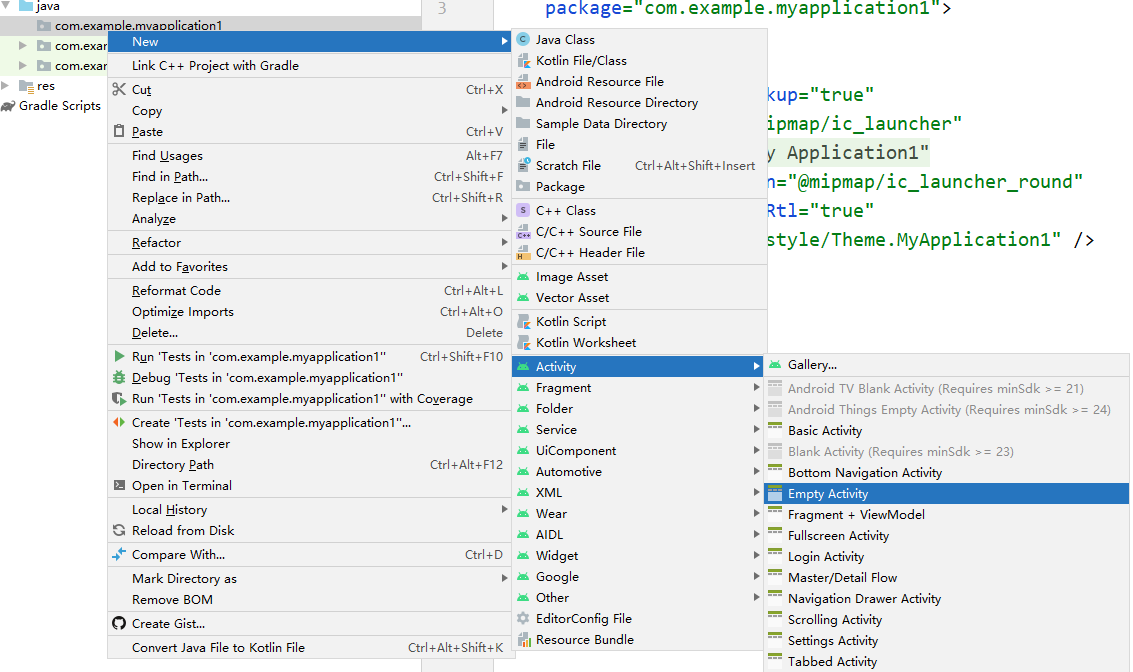 java
com.example.myapplication1
com.exam
com.exam
res
Gradle Scripts
3
package="com.example.myapplication1">
kup="true"
ipmap/ic_launcher"
y Application1"
n="@mipmap/ic_launcher_round"
Rtl="true"
style/Theme.MyApplication1" />
New
Link C++ Project with Gradle
Cut Ctrl+X
Copy
Paste Ctrl+V
Find Usages Alt+F7
Find in Path... Ctrl+Shift+F
Replace in Path... Ctrl+Shift+R
Analyze
Refactor
Add to Favorites
Reformat Code Ctrl+Alt+L
Optimize Imports Ctrl+Alt+O
Delete... Delete
Run 'Tests in 'com.example.myapplication1'' Ctrl+Shift+F10
Debug 'Tests in 'com.example.myapplication1''
Run 'Tests in 'com.example.myapplication1'' with Coverage
Create 'Tests in 'com.example.myapplication1''...
Show in Explorer
Directory Path Ctrl+Alt+F12
Open in Terminal
Local History
Reload from Disk
Compare With... Ctrl+D
Mark Directory as
Remove BOM
Create Gist...
Convert Java File to Kotlin File Ctrl+Alt+Shift+K
Java Class
Kotlin File/Class
Android Resource File
Android Resource Directory
Sample Data Directory
File
Scratch File Ctrl+Alt+Shift+Insert
Package
C++ Class
C/C++ Source File
C/C++ Header File
Image Asset
Vector Asset
Kotlin Script
Kotlin Worksheet
Activity
Fragment
Folder
Service
UiComponent
Automotive
XML
Wear
AIDL
Widget
Google
Other
EditorConfig File
Resource Bundle
Gallery...
Android TV Blank Activity (Requires minSdk >= 21)
Android Things Empty Activity (Requires minSdk >= 24)
Basic Activity
Blank Activity (Requires minSdk >= 23)
Bottom Navigation Activity
Empty Activity
Fragment + ViewModel
Fullscreen Activity
Login Activity
Master/Detail Flow
Navigation Drawer Activity
Scrolling Activity
Settings Activity
Tabbed Activity